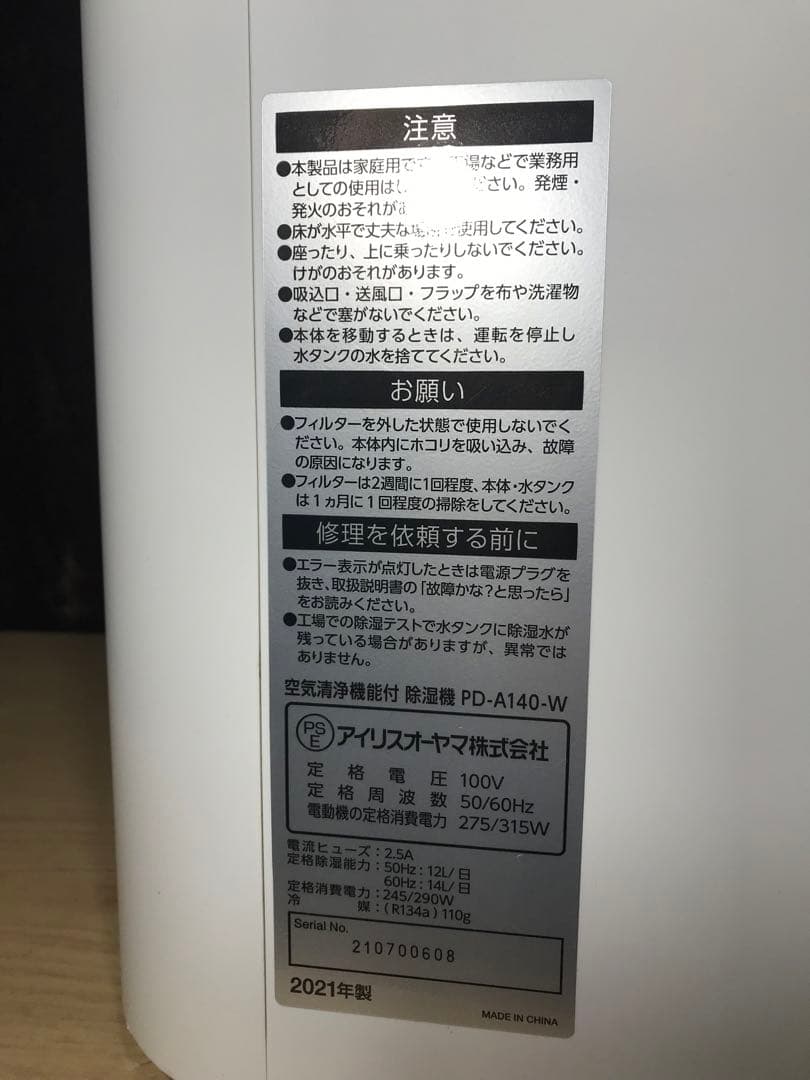 注意
●本製品は家庭用で 場などで業務用
としての使用は ださい。発煙・
発火のおそれがあ
●床が水平で丈夫な 使用してください。
●座ったり、上に乗ったりしないでください。
けがのおそれがあります。
●吸込口・送風口・フラップを布や洗濯物
などで塞がないでください。
●本体を移動するときは、運転を停止し
水タンクの水を捨ててください。
お願い
●フィルターを外した状態で使用しないでく
ださい。本体内にホコリを吸い込み、故障
の原因になります。
●フィルターは2週間に1回程度、本体・水タンク
は1ヵ月に1回程度の掃除をしてください。
修理を依頼する前に
●エラー表示が点灯したときは電源プラグを
抜き、取扱説明書の「故障かな?と思ったら」
をお読みください。
●工場での除湿テストで水タンクに除湿水が
残っている場合がありますが、異常では
ありません。
空気清浄機能付 除湿機 PD-A140-W
PSE アイリスオーヤマ株式会社
定格電圧 100V
定格周波数 50/60Hz
電動機の定格消費電力 275/315W
電流ヒューズ:2.5A
定格除湿能力:50Hz:12L/日
60Hz:14L/日
定格消費電力:245/290W
冷媒:(R134a)110g
Serial No.
210700608
2021年製
MADE IN CHINA